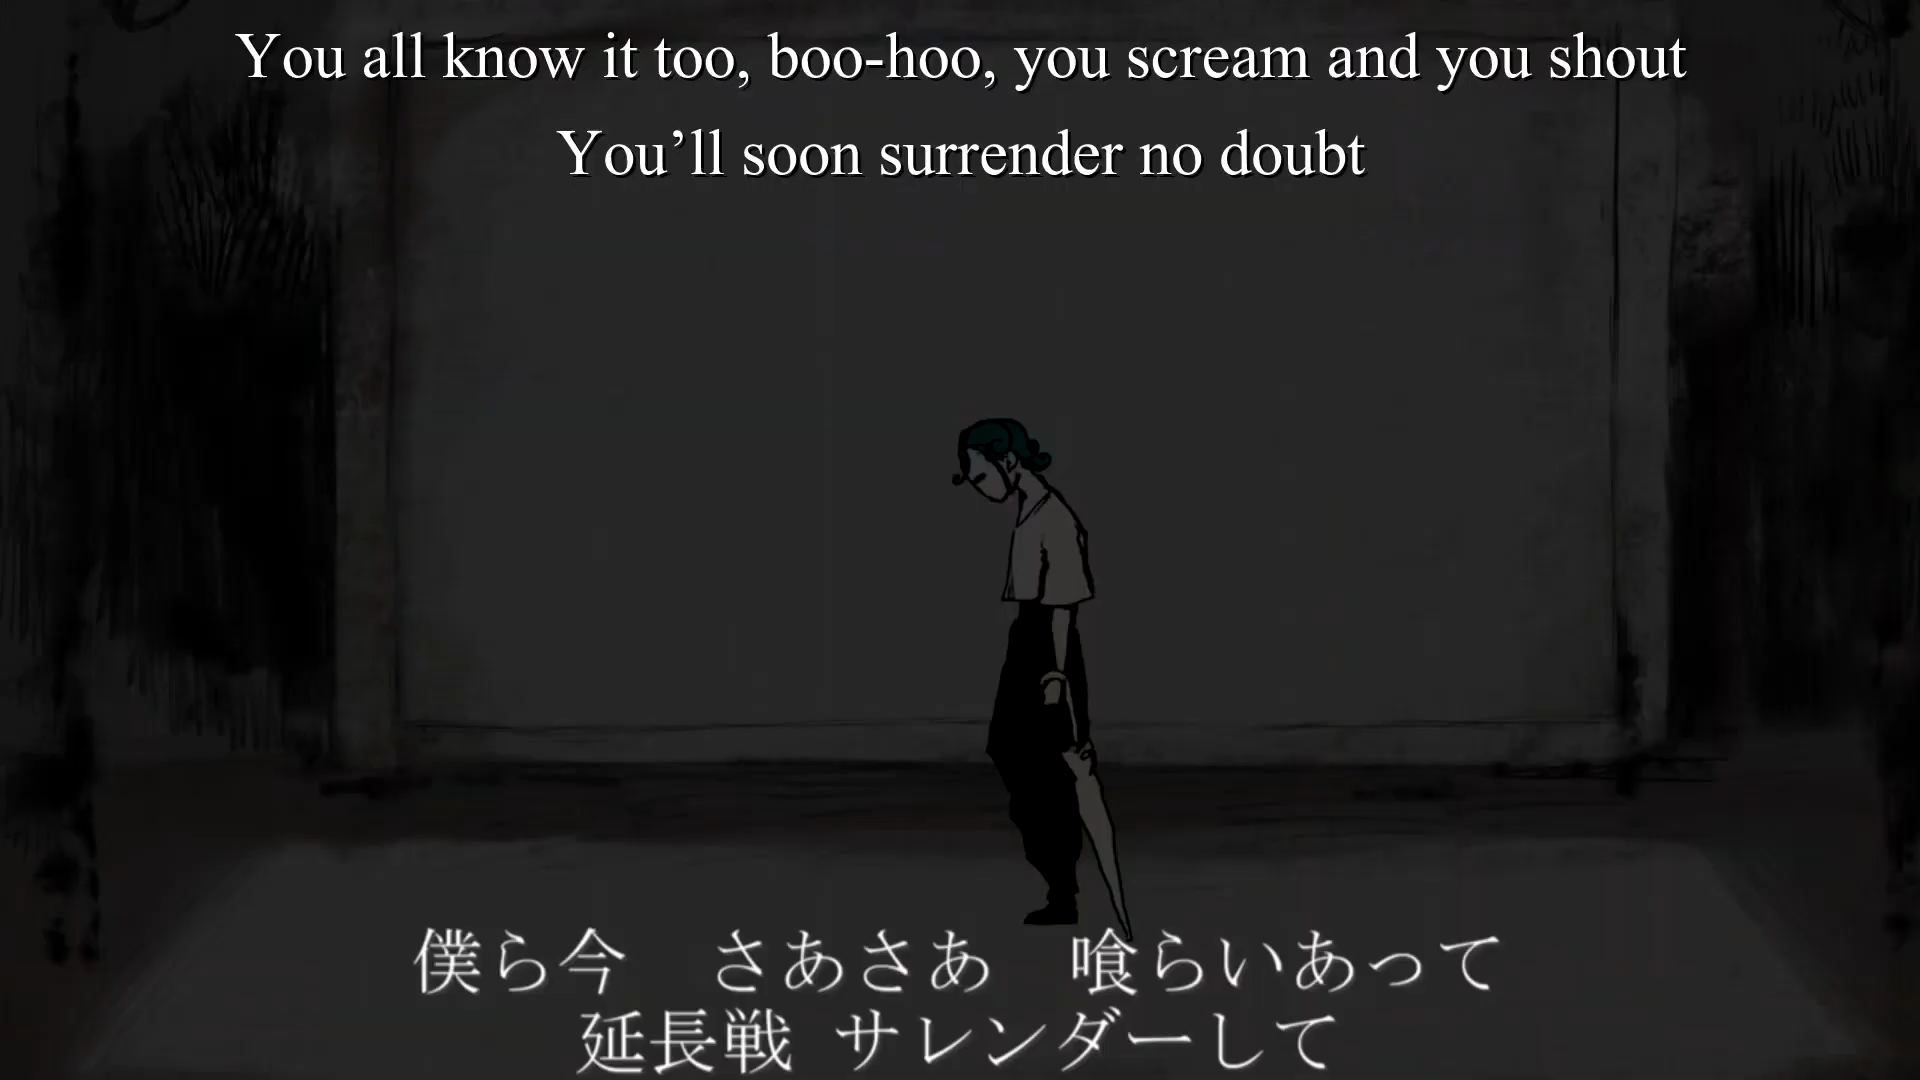 You all know it too, boo-hoo, you scream and you shout
You’ll soon surrender no doubt
僕ら今　さあさあ　喰らいあって
延長戦 サレンダーして